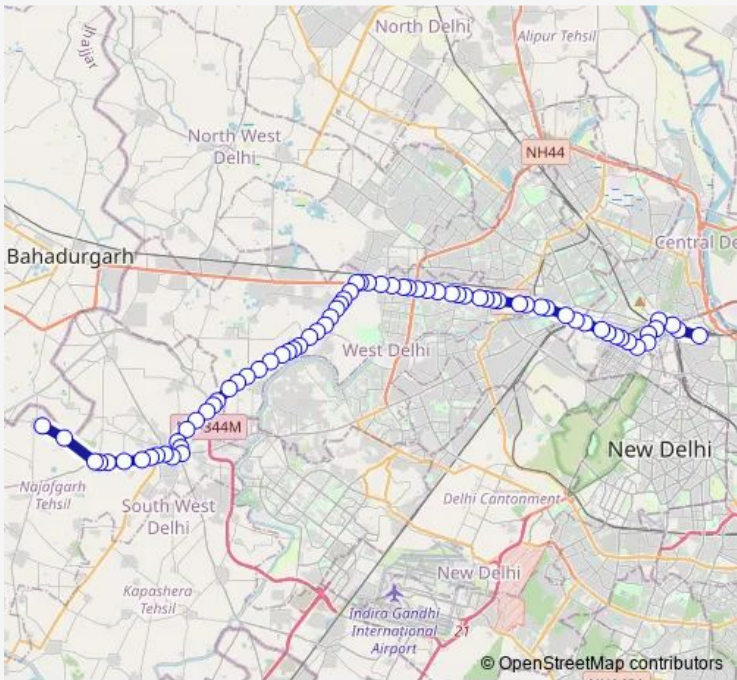 North Delhi
Alipur Tehsil
Jhajjar
North West
Delhi
NH44
Central De
Bahadurgarh
West Delhi
344M
New Delhi
Najafgarh
Tehsil
South West
Delhi
Delhi Cantonment
Kapashera
Tehsil
New Delhi
Indira Gandhi
International
Airport
21
© OpenStreetMap contributors